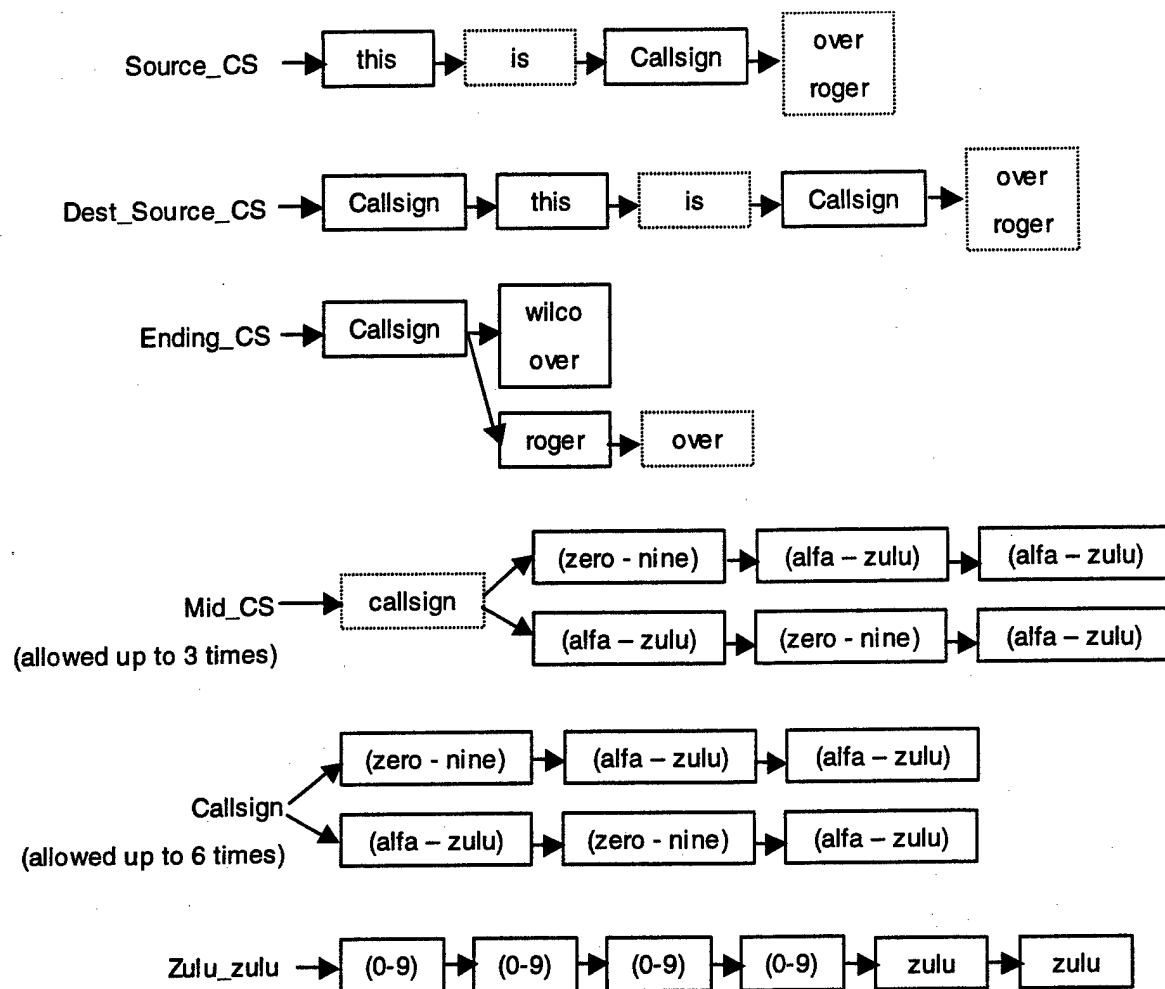 Source_CS this is Callsign over
roger
Dest_Source_CS Callsign this is Callsign over
roger
Ending_CS Callsign wilco
over
roger over
Mid_CS callsign (zero - nine) (alfa – zulu) (alfa – zulu)
(allowed up to 3 times) (alfa – zulu) (zero - nine) (alfa – zulu)
Callsign (zero - nine) (alfa – zulu) (alfa – zulu)
(allowed up to 6 times) (alfa – zulu) (zero - nine) (alfa – zulu)
Zulu_zulu (0-9) (0-9) (0-9) (0-9) zulu zulu